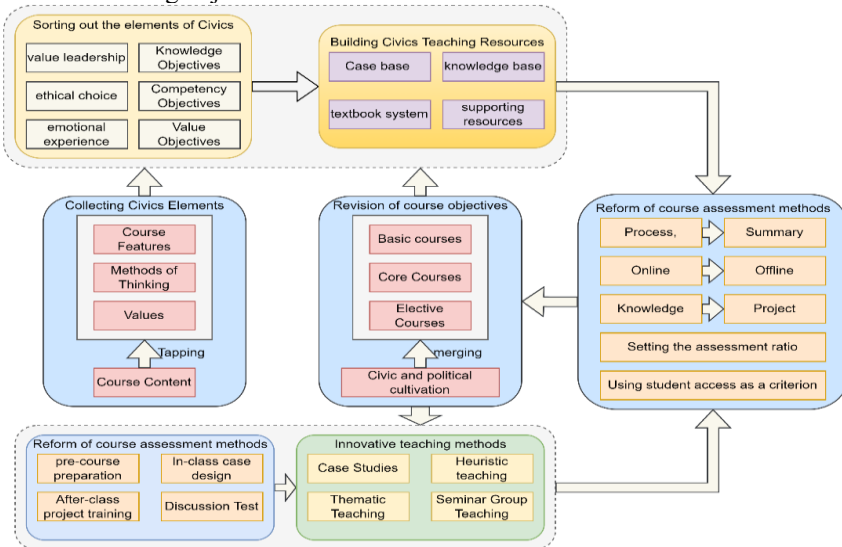 Sorting out the elements of Civics
value leadership
Knowledge
Objectives
ethical choice
Competency
Objectives
emotional
experience
Value
Objectives
Building Civics Teaching Resources
Case base
knowledge base
textbook system
supporting
resources
Collecting Civics Elements
Course
Features
Methods of
Thinking
Values
Tapping
Course Content
Revision of course objectives
Basic courses
Core Courses
Elective
Courses
merging
Civic and political
cultivation
Reform of course assessment methods
Process,
Summary
Online
Offline
Knowledge
Project
Setting the assessment ratio
Using student access as a criterion
Reform of course assessment methods
pre-course
preparation
In-class case
design
After-class
project training
Discussion Test
Innovative teaching methods
Case Studies
Heuristic
teaching
Thematic
Teaching
Seminar Group
Teaching